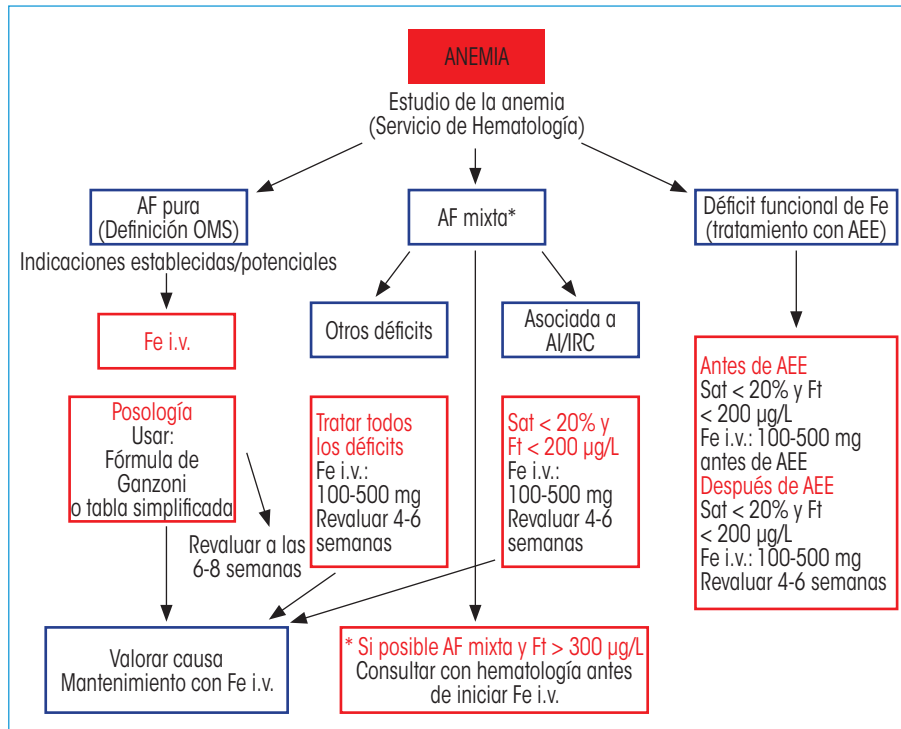 ANEMIA
Estudio de la anemia
(Servicio de Hematología)
AF pura
(Definición OMS)
AF mixta*
Déficit funcional de Fe
(tratamiento con AEE)
Indicaciones establecidas/potenciales
Fe i.v.
Otros déficits
Asociada a
AI/IRC
Posología
Usar:
Fórmula de
Ganzoni
o tabla simplificada
Revaluar a las
6-8 semanas
Tratar todos
los déficits
Fe i.v.:
100-500 mg
Revaluar 4-6
semanas
Sat < 20% y
Ft < 200 µg/L
Fe i.v.:
100-500 mg
Revaluar 4-6
semanas
Antes de AEE
Sat < 20% y Ft
< 200 µg/L
Fe i.v.: 100-500 mg
antes de AEE
Después de AEE
Sat < 20% y Ft
< 200 µg/L
Fe i.v.: 100-500 mg
Revaluar 4-6 semanas
Valorar causa
Mantenimiento con Fe i.v.
* Si posible AF mixta y Ft > 300 µg/L
Consultar con hematología antes
de iniciar Fe i.v.